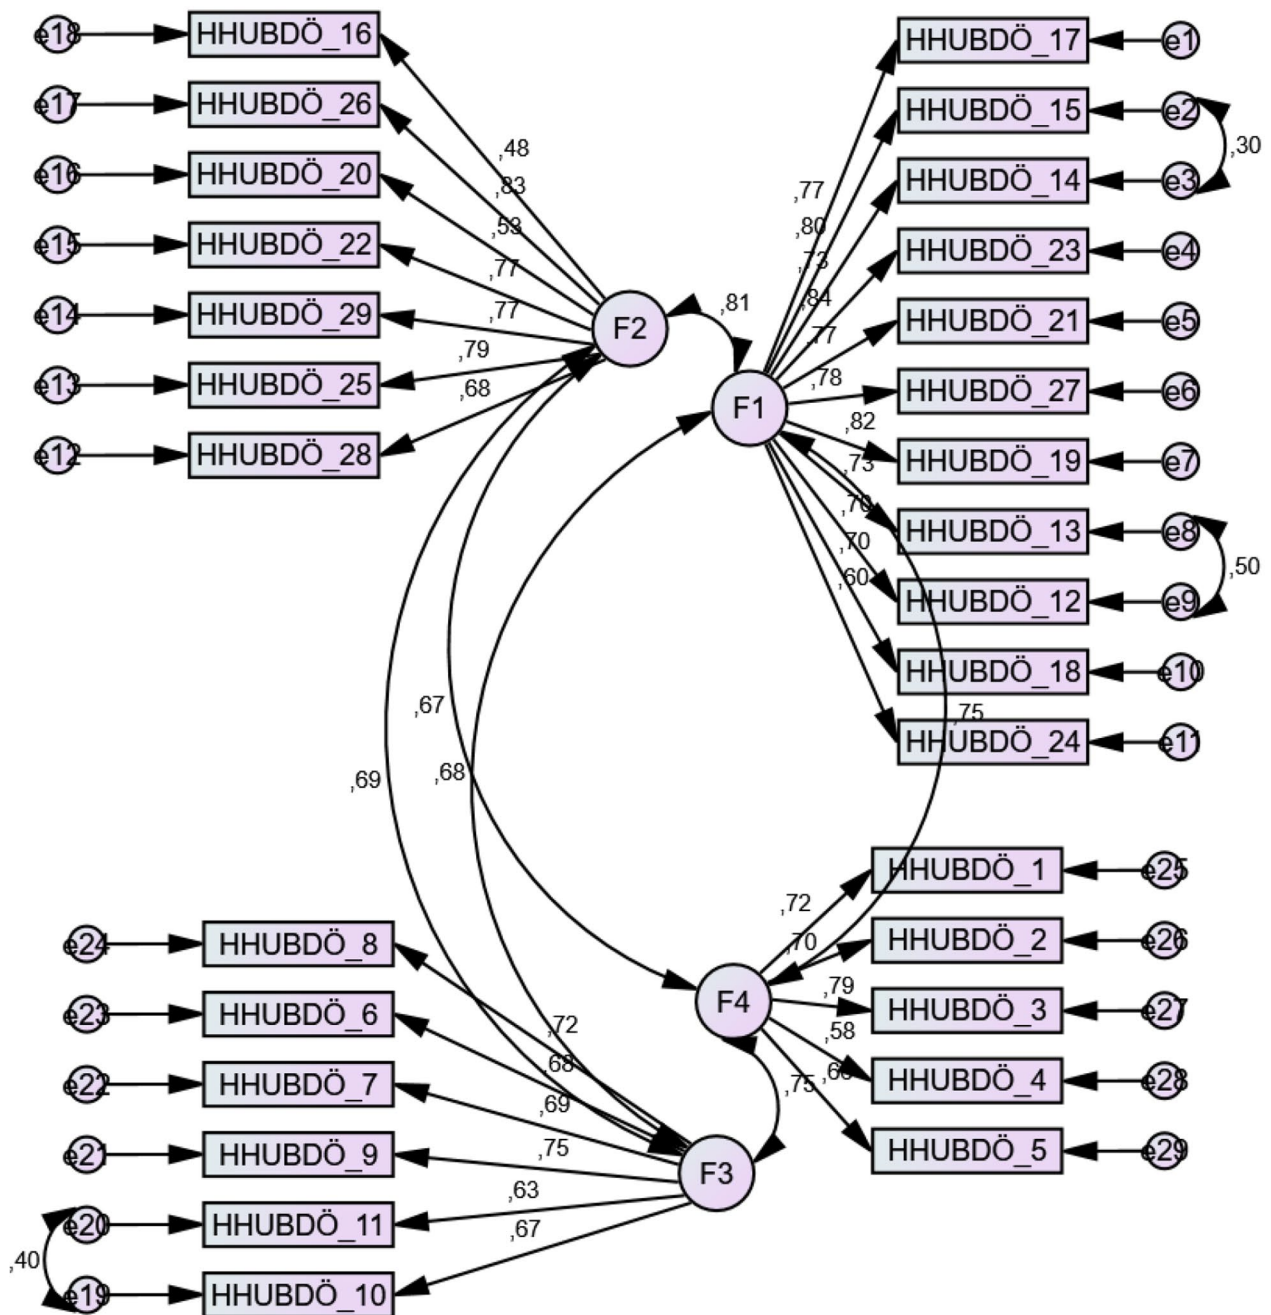 e18 HHUBDÖ_16
e17 HHUBDÖ_26
e16 HHUBDÖ_20
e15 HHUBDÖ_22
e14 HHUBDÖ_29
e13 HHUBDÖ_25
e12 HHUBDÖ_28
,48
,83
,53
,77
,77
,79
,68
F2
,81
F1
HHUBDÖ_17 e1
HHUBDÖ_15 e2
HHUBDÖ_14 e3
HHUBDÖ_23 e4
HHUBDÖ_21 e5
HHUBDÖ_27 e6
HHUBDÖ_19 e7
HHUBDÖ_13 e8
HHUBDÖ_12 e9
HHUBDÖ_18 e10
HHUBDÖ_24 e11
,30
,50
,77
,80
,73
,84
,77
,78
,82
,73
,70
,70
,60
,75
,67
,68
,69
e24 HHUBDÖ_8
e23 HHUBDÖ_6
e22 HHUBDÖ_7
e21 HHUBDÖ_9
e20 HHUBDÖ_11
e19 HHUBDÖ_10
,40
,72
,68
,69
,75
,63
,67
F3
F4
,75
,72
,70
,79
,58
HHUBDÖ_1 e25
HHUBDÖ_2 e26
HHUBDÖ_3 e27
HHUBDÖ_4 e28
HHUBDÖ_5 e29